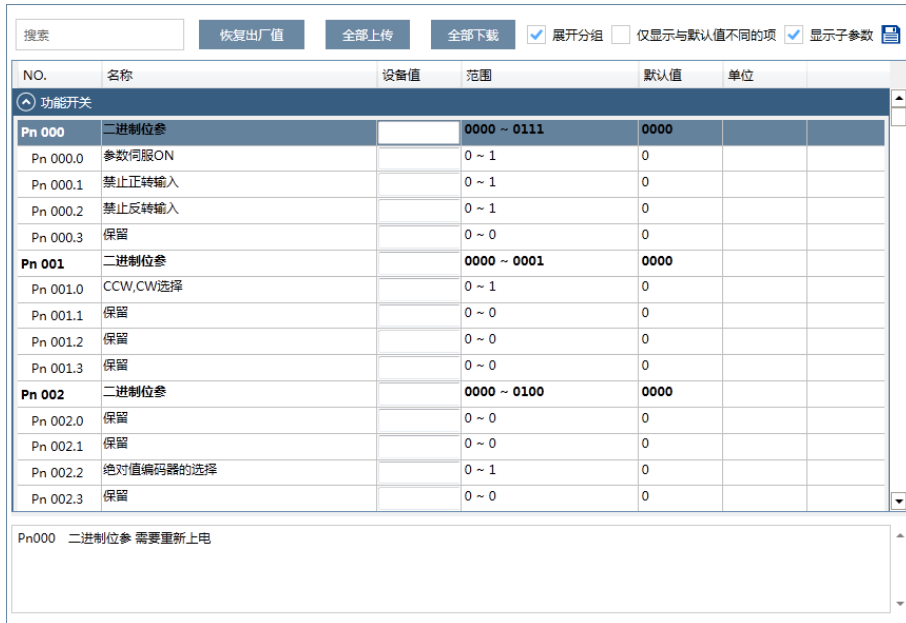 搜索 恢复出厂值 全部上传 全部下载 展开分组 仅显示与默认值不同的项 显示子参数
NO. 名称 设备值 范围 默认值 单位
功能开关
Pn 000 二进制位参 0000 ~ 0111 0000
Pn 000.0 参数伺服ON 0 ~ 1 0
Pn 000.1 禁止正转输入 0 ~ 1 0
Pn 000.2 禁止反转输入 0 ~ 1 0
Pn 000.3 保留 0 ~ 0 0
Pn 001 二进制位参 0000 ~ 0001 0000
Pn 001.0 CCW,CW选择 0 ~ 1 0
Pn 001.1 保留 0 ~ 0 0
Pn 001.2 保留 0 ~ 0 0
Pn 001.3 保留 0 ~ 0 0
Pn 002 二进制位参 0000 ~ 0100 0000
Pn 002.0 保留 0 ~ 0 0
Pn 002.1 保留 0 ~ 0 0
Pn 002.2 绝对值编码器的选择 0 ~ 1 0
Pn 002.3 保留 0 ~ 0 0
Pn000 二进制位参 需要重新上电